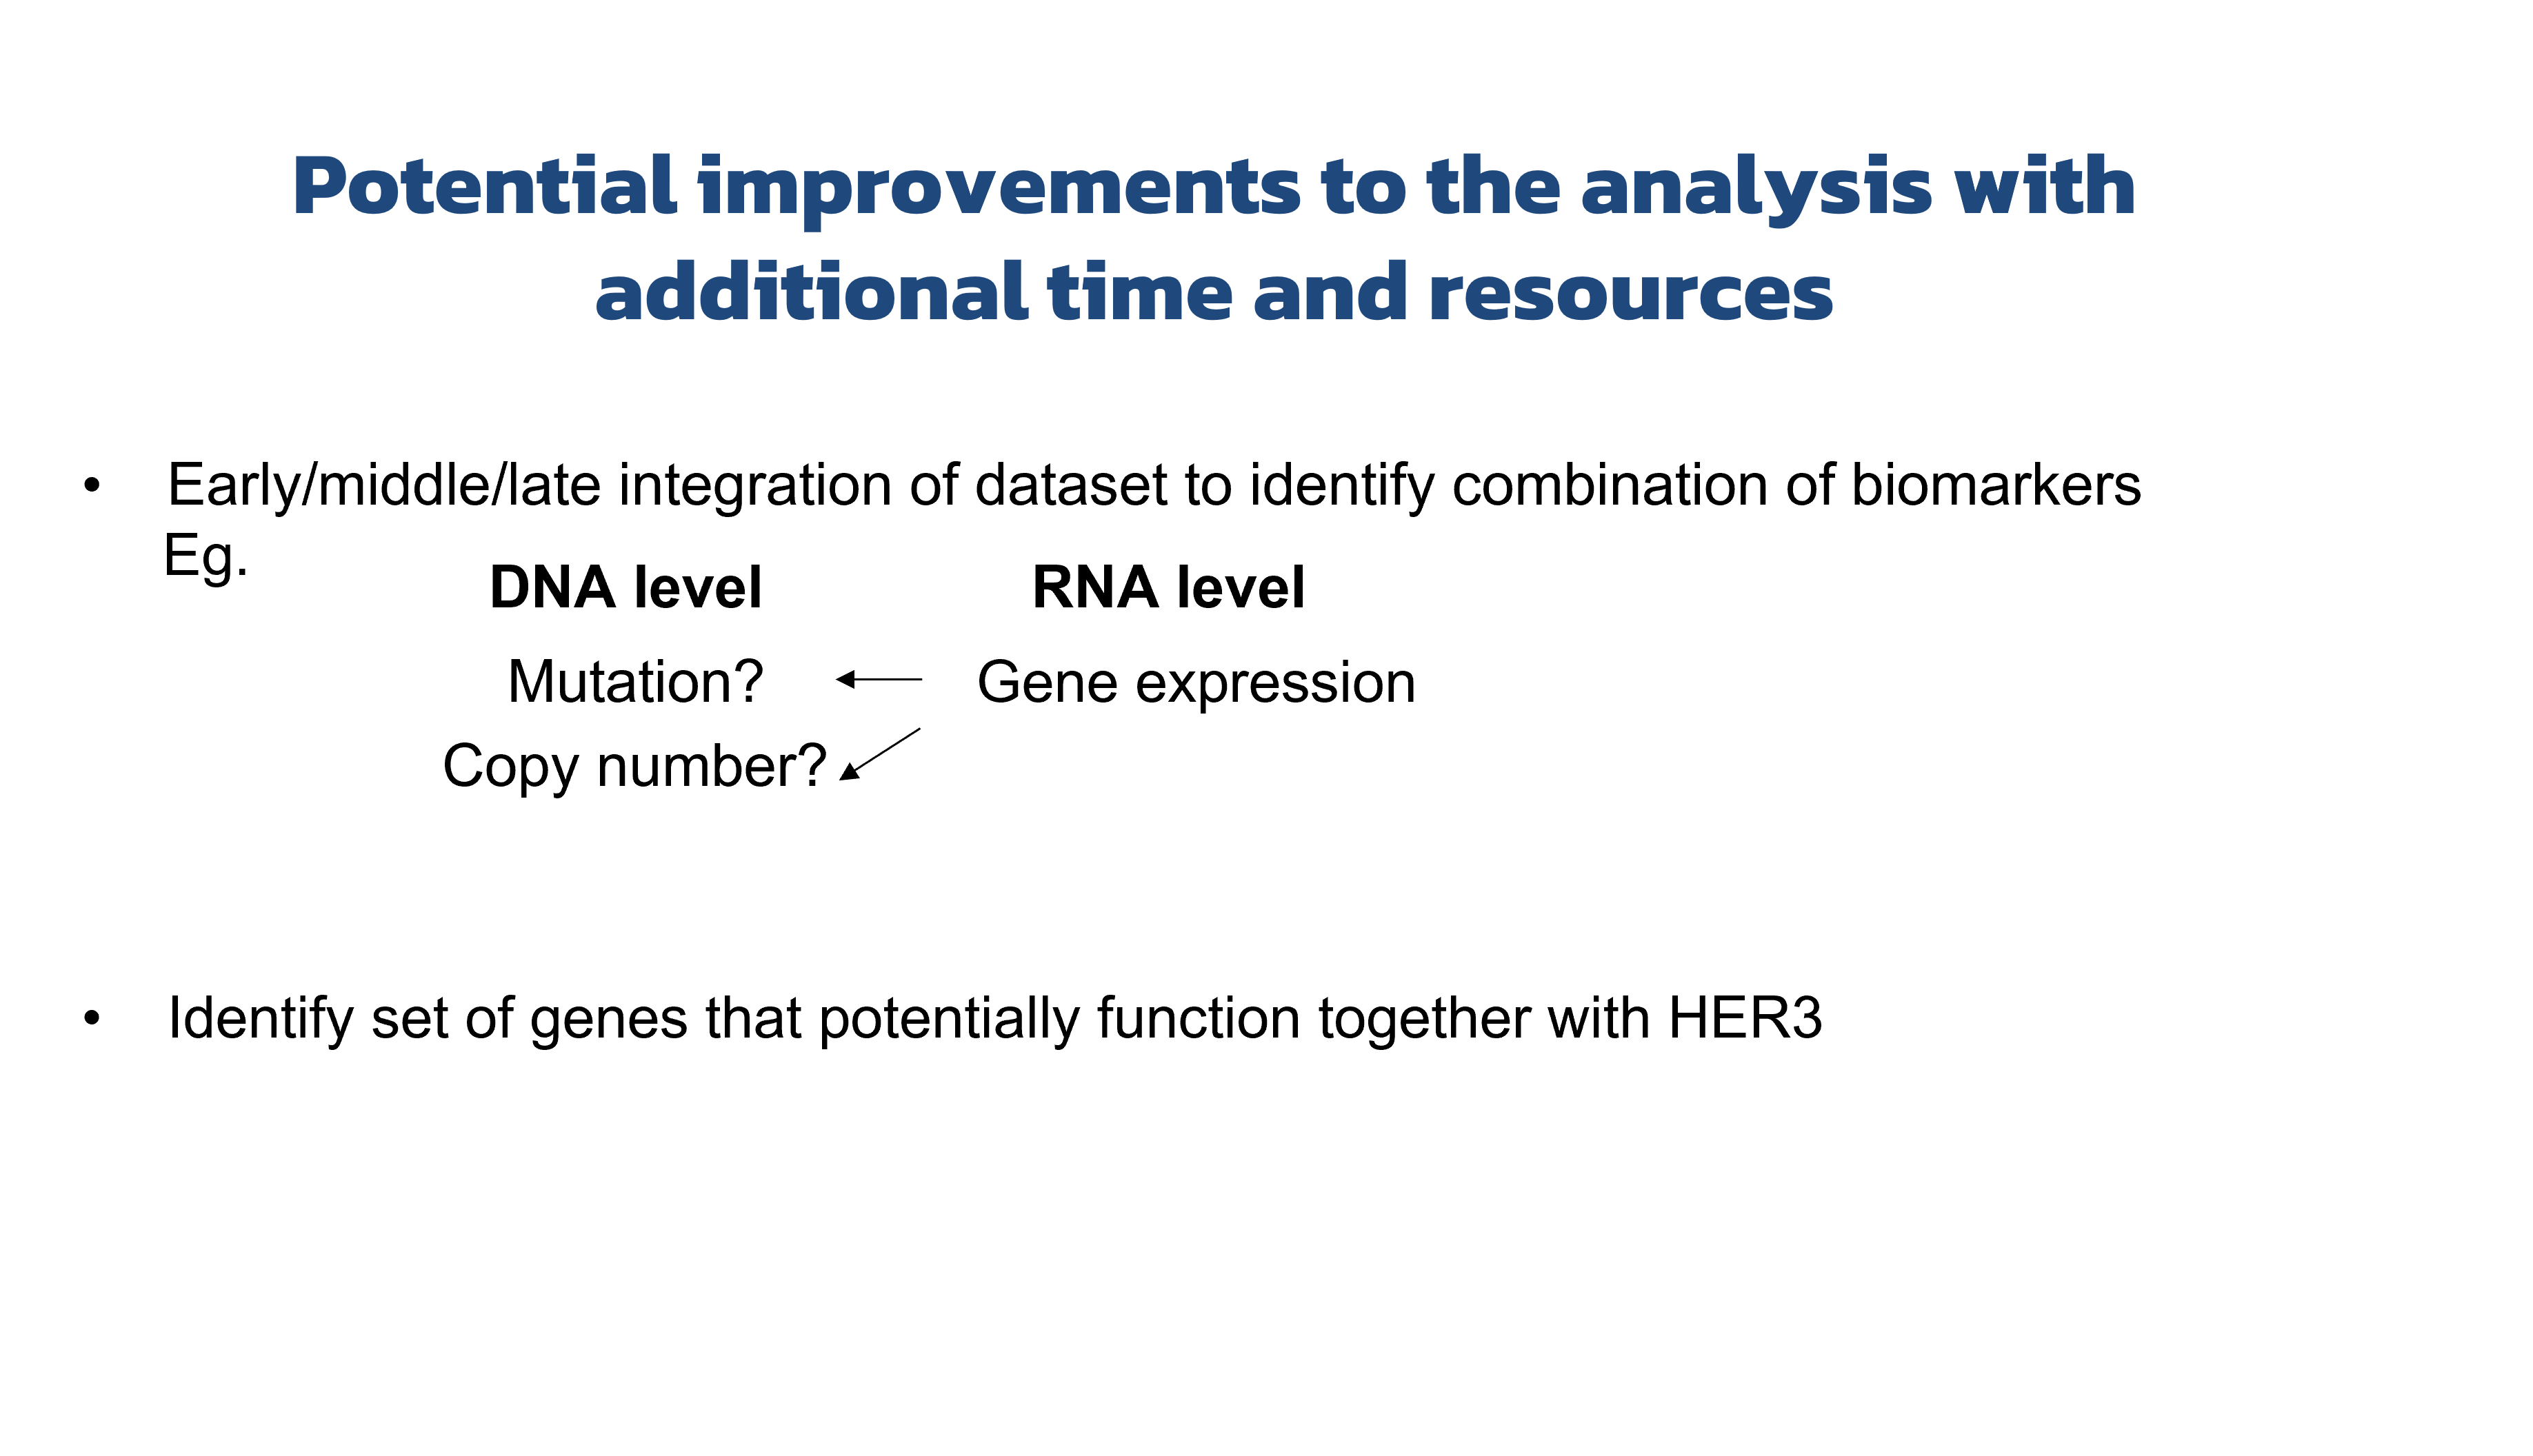 Potential improvements to the analysis with
additional time and resources
• Early/middle/late integration of dataset to identify combination of biomarkers
Eg.
DNA level RNA level
Mutation? Gene expression
Copy number?
• Identify set of genes that potentially function together with HER3